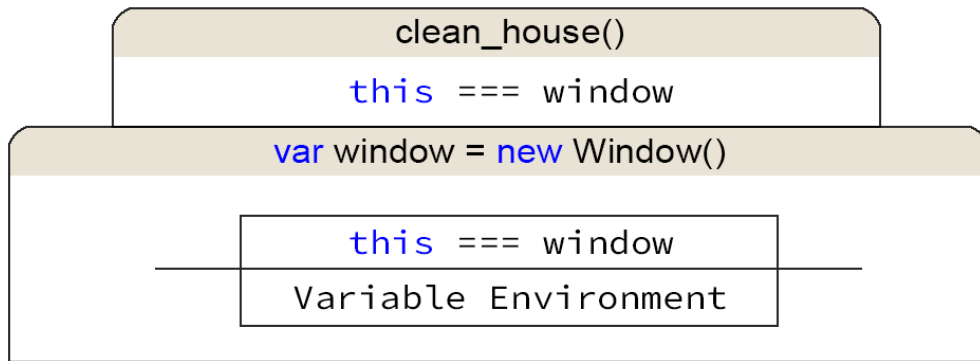 clean_house()
this === window
var window = new Window()
this === window
Variable Environment